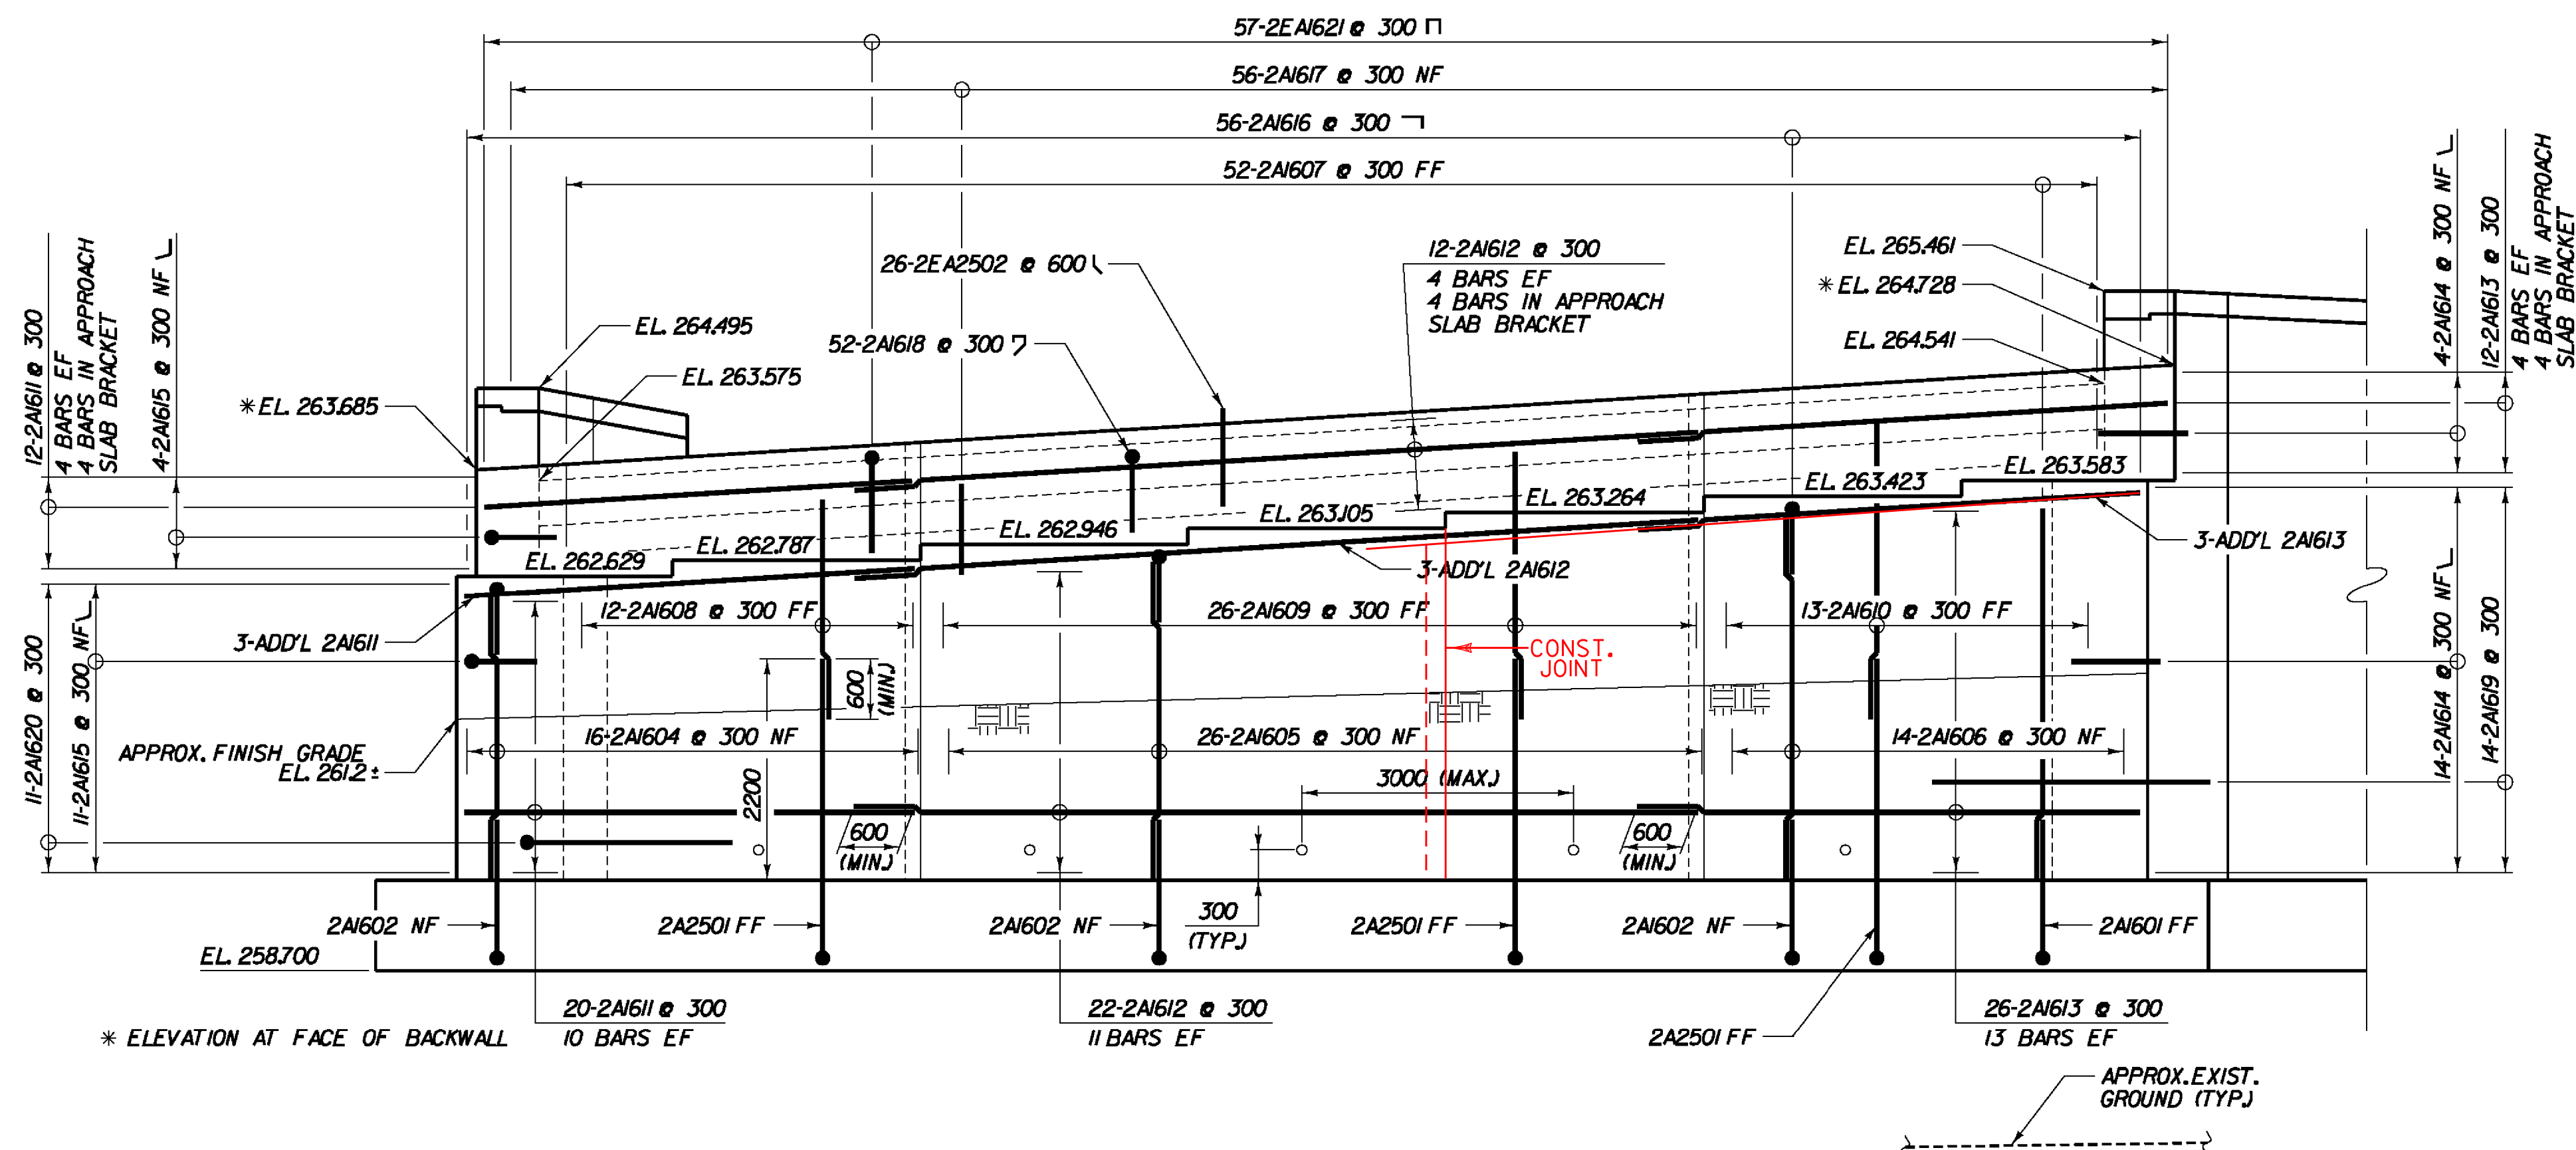 57-2EA1621 @ 300
56-2A1617 @ 300 NF
56-2A1616 @ 300
52-2A1607 @ 300 FF
12-2A1611 @ 300
4 BARS EF
4 BARS IN APPROACH
SLAB BRACKET
4-2A1615 @ 300 NF
26-2EA2502 @ 600
12-2A1612 @ 300
4 BARS EF
4 BARS IN APPROACH
SLAB BRACKET
EL. 265.461
* EL. 264.728
EL. 264.541
4-2A1614 @ 300 NF
12-2A1613 @ 300
4 BARS EF
4 BARS IN APPROACH
SLAB BRACKET
EL. 264.495
52-2A1618 @ 300
EL. 263.575
* EL. 263.685
EL. 262.629
EL. 262.787
EL. 262.946
EL. 263.105
EL. 263.264
EL. 263.423
EL. 263.583
3-ADD'L 2A1613
3-ADD'L 2A1612
3-ADD'L 2A1611
12-2A1608 @ 300 FF
26-2A1609 @ 300 FF
13-2A1610 @ 300 FF
CONST.
JOINT
11-2A1620 @ 300
11-2A1615 @ 300 NF
600
(MIN.)
14-2A1614 @ 300 NF
14-2A1619 @ 300
APPROX. FINISH GRADE
EL. 261.2 ±
16-2A1604 @ 300 NF
26-2A1605 @ 300 NF
14-2A1606 @ 300 NF
2200
3000 (MAX.)
600
(MIN.)
600
(MIN.)
300
(TYP.)
2A1602 NF
2A2501 FF
2A1602 NF
2A2501 FF
2A1602 NF
2A1601 FF
EL. 258.700
20-2A1611 @ 300
10 BARS EF
22-2A1612 @ 300
11 BARS EF
2A2501 FF
26-2A1613 @ 300
13 BARS EF
* ELEVATION AT FACE OF BACKWALL
APPROX. EXIST.
GROUND (TYP.)